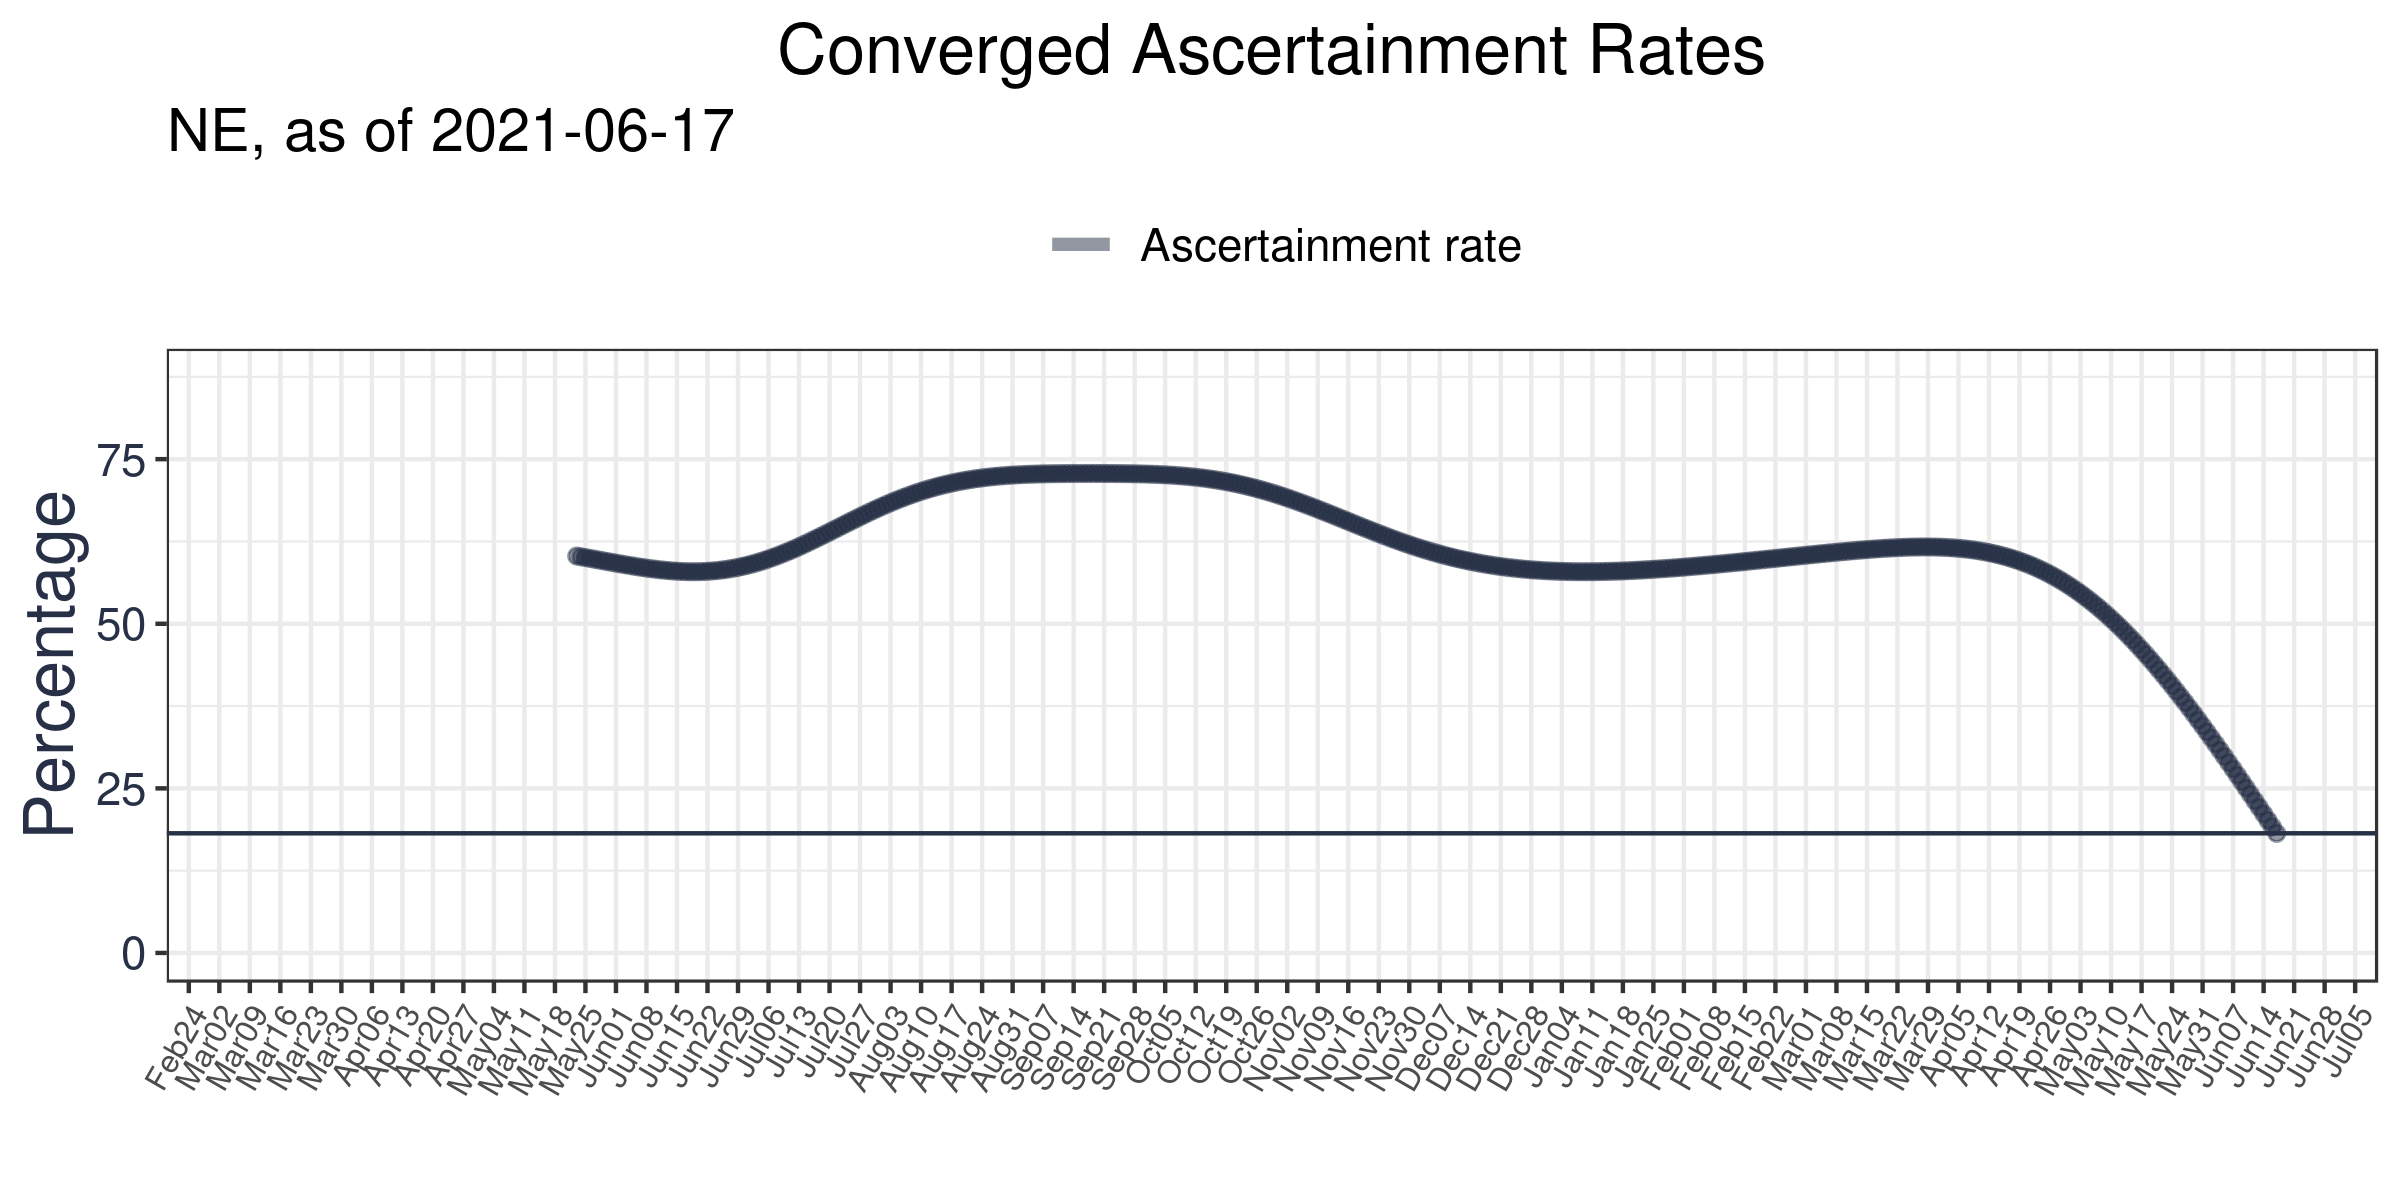 Converged Ascertainment Rates
NE, as of 2021-06-17
Ascertainment rate
Percentage
75
50
25
0
Feb24 Mar02 Mar09 Mar16 Mar23 Mar30 Apr06 Apr13 Apr20 Apr27 May04 May11 May18 May25 Jun01 Jun08 Jun15 Jun22 Jun29 Jul06 Jul13 Jul20 Jul27 Aug03 Aug10 Aug17 Aug24 Aug31 Sep07 Sep14 Sep21 Sep28 Oct05 Oct12 Oct19 Oct26 Nov02 Nov09 Nov16 Nov23 Nov30 Dec07 Dec14 Dec21 Dec28 Jan04 Jan11 Jan18 Jan25 Feb01 Feb08 Feb15 Feb22 Mar01 Mar08 Mar15 Mar22 Mar29 Apr05 Apr12 Apr19 Apr26 May03 May10 May17 May24 May31 Jun07 Jun14 Jun21 Jun28 Jul05